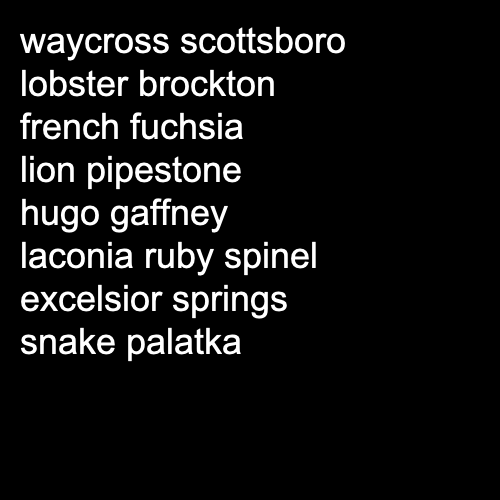 waycross scottsboro
lobster brockton
french fuchsia
lion pipestone
hugo gaffney
laconia ruby spinel
excelsior springs
snake palatka